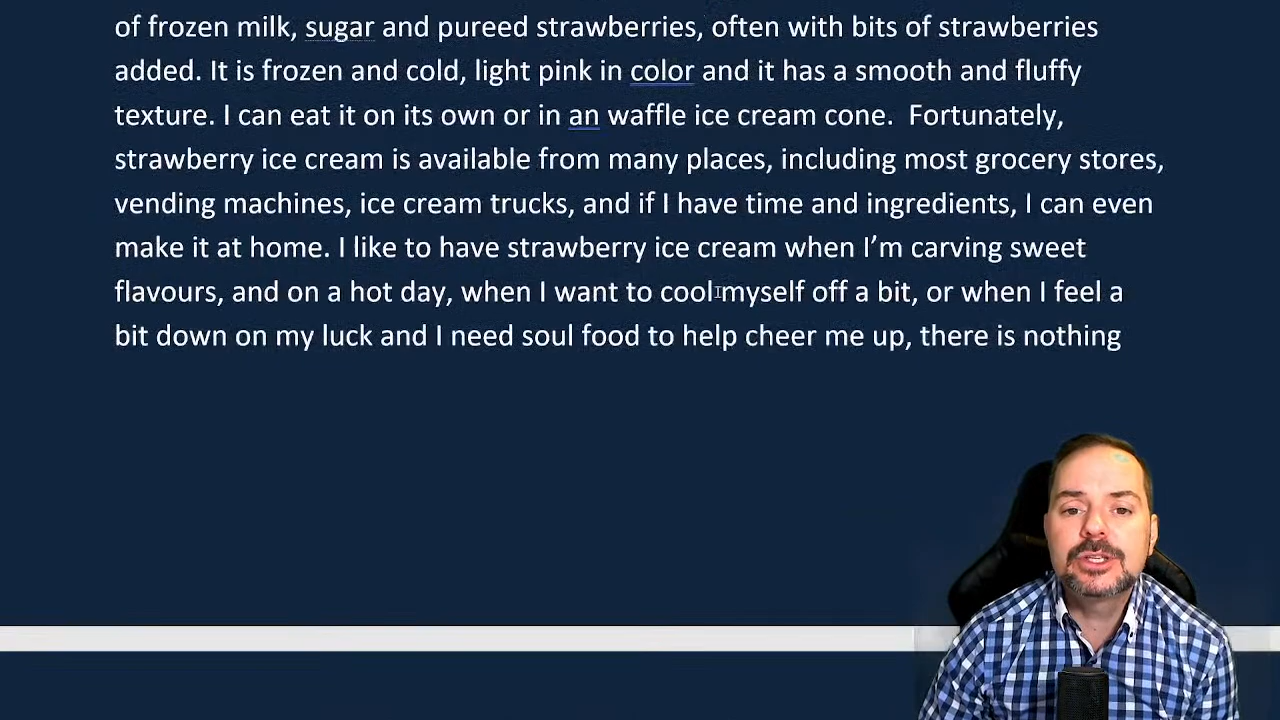 of frozen milk, sugar and pureed strawberries, often with bits of strawberries
added. It is frozen and cold, light pink in color and it has a smooth and fluffy
texture. I can eat it on its own or in an waffle ice cream cone.  Fortunately,
strawberry ice cream is available from many places, including most grocery stores,
vending machines, ice cream trucks, and if I have time and ingredients, I can even
make it at home. I like to have strawberry ice cream when I’m carving sweet
flavours, and on a hot day, when I want to cool myself off a bit, or when I feel a
bit down on my luck and I need soul food to help cheer me up, there is nothing